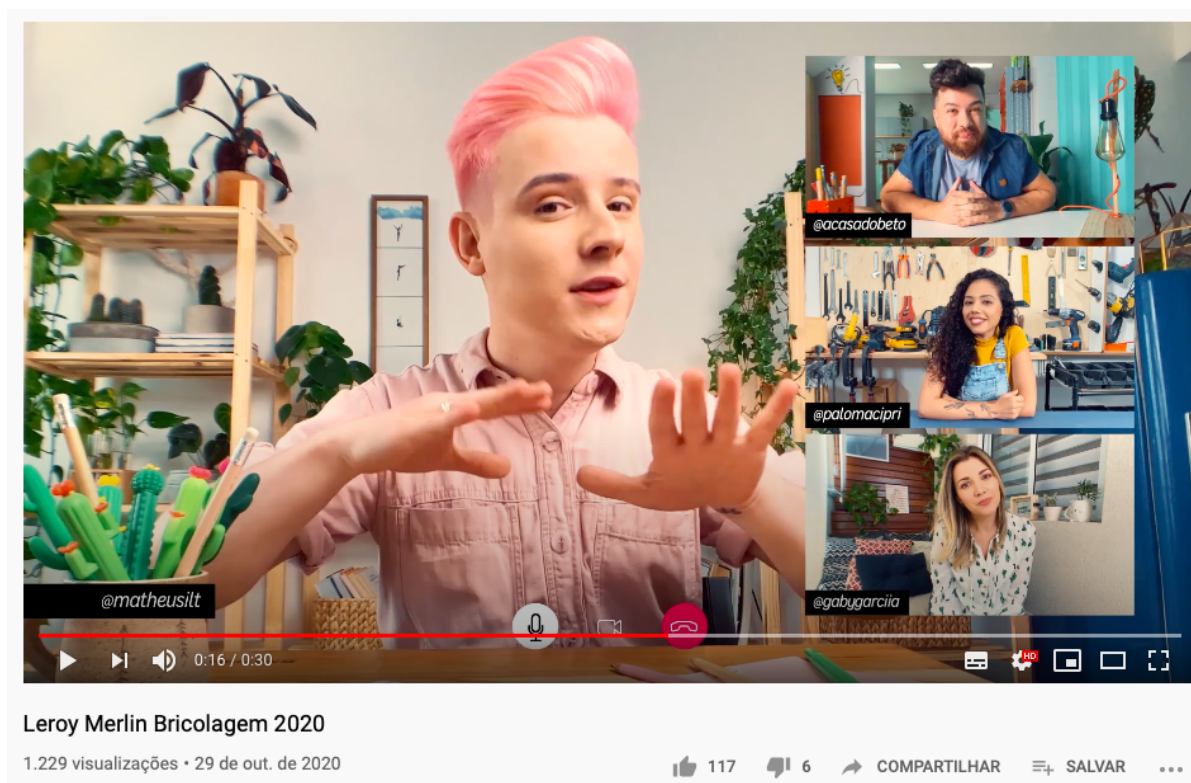 @acasadobeto
@palomacipri
@gabygarciia
@matheusilt
0:16 / 0:30
HD
Leroy Merlin Bricolagem 2020
1.229 visualizações • 29 de out. de 2020
117
6
COMPARTILHAR
SALVAR